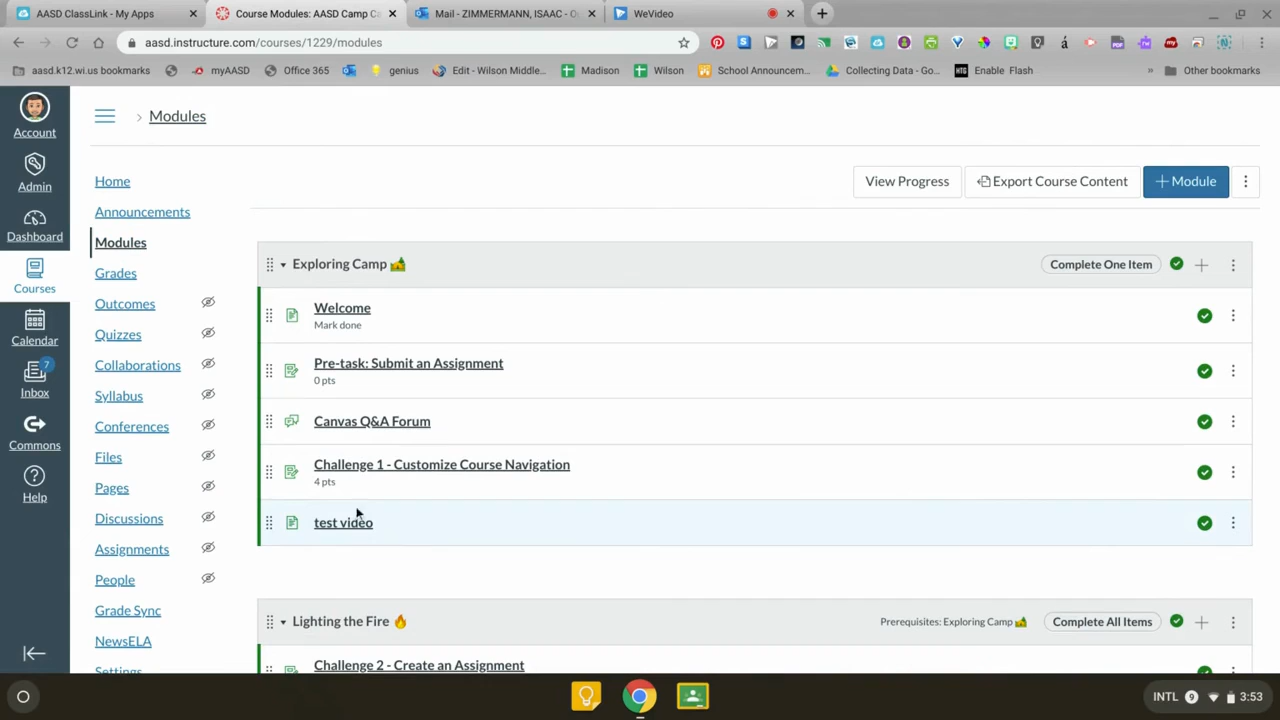 AASD ClassLink - My Apps
Course Modules: AASD Camp Ca
Mail - ZIMMERMANN, ISAAC - O
WeVideo
aasd.instructure.com/courses/1229/modules
aasd.k12.wi.us bookmarks
myAASD
Office 365
genius
Edit - Wilson Middle...
Madison
Wilson
School Announcem...
Collecting Data - Go...
HTG
Enable Flash
»
Other bookmarks
Account
Admin
Dashboard
Courses
Calendar
7
Inbox
Commons
Help
Modules
Home
Announcements
Modules
Grades
Outcomes
Quizzes
Collaborations
Syllabus
Conferences
Files
Pages
Discussions
Assignments
People
Grade Sync
NewsELA
Settings
View Progress
Export Course Content
+ Module
Exploring Camp 🏕
Complete One Item
Welcome
Mark done
Pre-task: Submit an Assignment
0 pts
Canvas Q&A Forum
Challenge 1 - Customize Course Navigation
4 pts
test video
Lighting the Fire 🔥
Prerequisites: Exploring Camp 🏕
Complete All Items
Challenge 2 - Create an Assignment
INTL 9 3:53